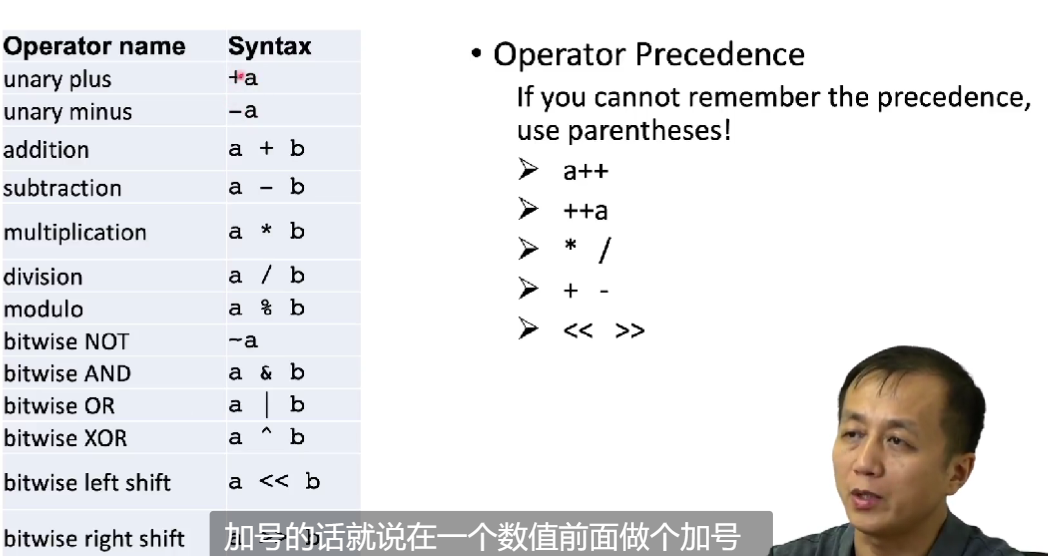 Operator name Syntax
unary plus +a
unary minus -a
addition a + b
subtraction a - b
multiplication a * b
division a / b
modulo a % b
bitwise NOT ~a
bitwise AND a & b
bitwise OR a | b
bitwise XOR a ^ b
bitwise left shift a << b
bitwise right shift
• Operator Precedence
If you cannot remember the precedence,
use parentheses!
➢ a++
➢ ++a
➢ * /
➢ + -
➢ << >>
加号的话就说在一个数值前面做个加号